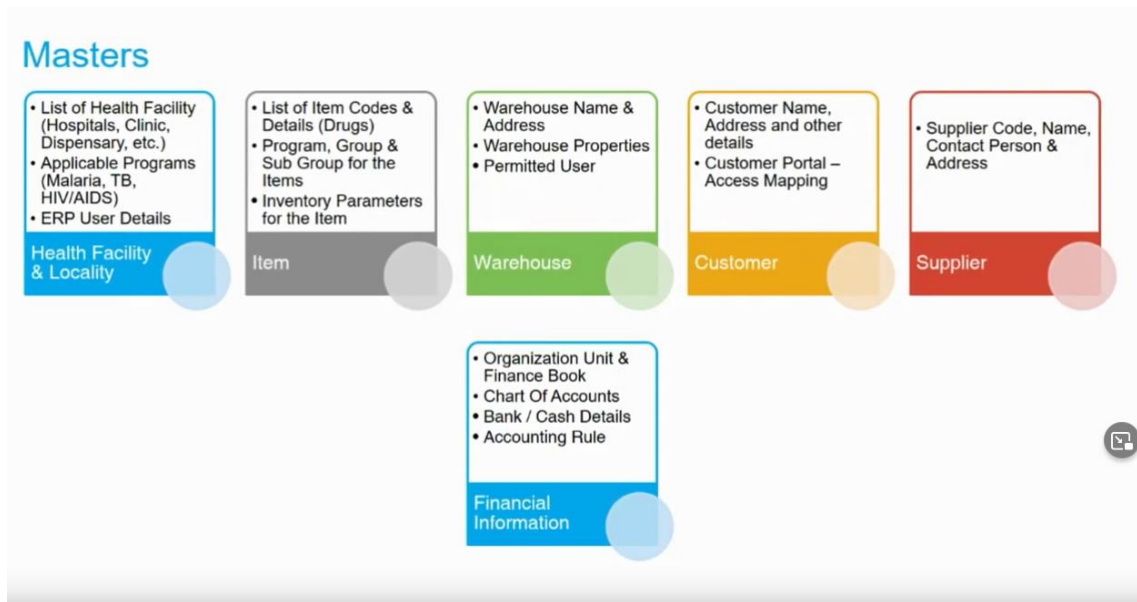 Masters
• List of Health Facility
(Hospitals, Clinic,
Dispensary, etc.)
• Applicable Programs
(Malaria, TB,
HIV/AIDS)
• ERP User Details
Health Facility
& Locality
• List of Item Codes &
Details (Drugs)
• Program, Group &
Sub Group for the
Items
• Inventory Parameters
for the Item
Item
• Warehouse Name &
Address
• Warehouse Properties
• Permitted User
Warehouse
• Customer Name,
Address and other
details
• Customer Portal –
Access Mapping
Customer
• Supplier Code, Name,
Contact Person &
Address
Supplier
• Organization Unit &
Finance Book
• Chart Of Accounts
• Bank / Cash Details
• Accounting Rule
Financial
Information